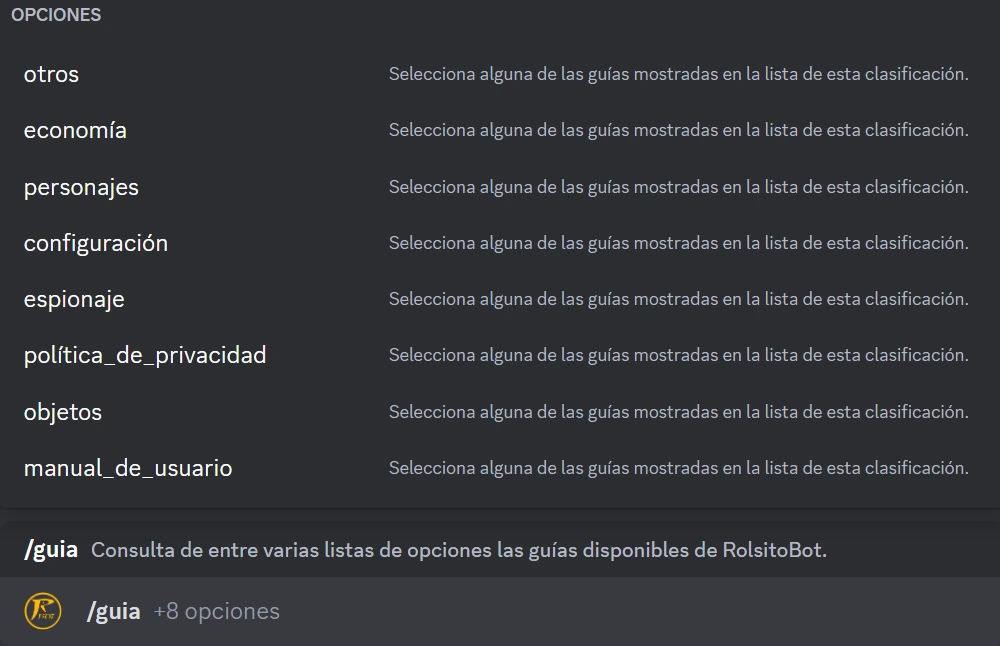 OPCIONES
otros Selecciona alguna de las guías mostradas en la lista de esta clasificación.
economía Selecciona alguna de las guías mostradas en la lista de esta clasificación.
personajes Selecciona alguna de las guías mostradas en la lista de esta clasificación.
configuración Selecciona alguna de las guías mostradas en la lista de esta clasificación.
espionaje Selecciona alguna de las guías mostradas en la lista de esta clasificación.
política_de_privacidad Selecciona alguna de las guías mostradas en la lista de esta clasificación.
objetos Selecciona alguna de las guías mostradas en la lista de esta clasificación.
manual_de_usuario Selecciona alguna de las guías mostradas en la lista de esta clasificación.
/guia Consulta de entre varias listas de opciones las guías disponibles de RolsitoBot.
/guia +8 opciones